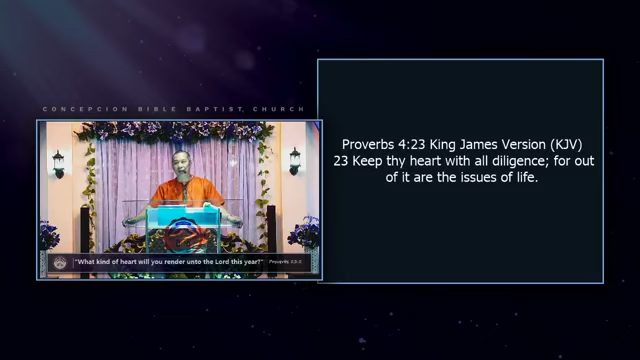 CONCEPCION BIBLE BAPTIST CHURCH
Proverbs 4:23 King James Version (KJV)
23 Keep thy heart with all diligence; for out
of it are the issues of life.
"What kind of heart will you render unto the Lord this year?"